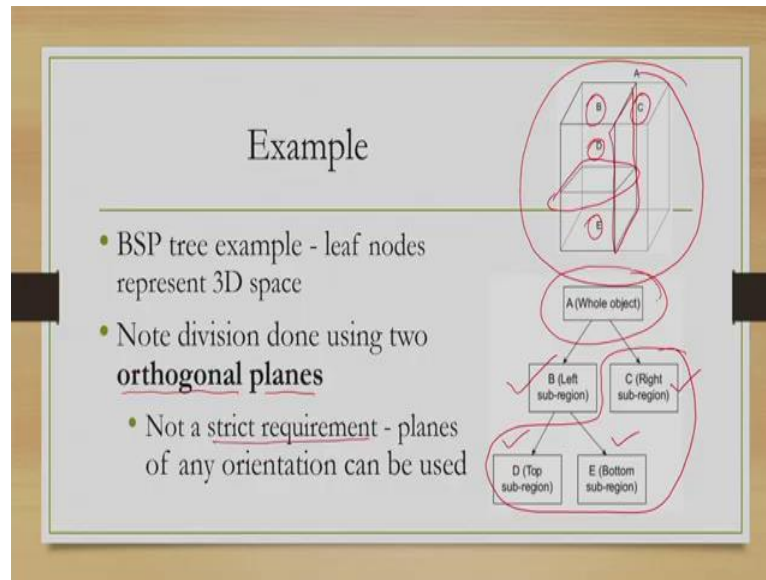 Example
• BSP tree example - leaf nodes
represent 3D space
• Note division done using two
orthogonal planes
• Not a strict requirement - planes
of any orientation can be used
A
B
C
D
E
A (Whole object)
B (Left
sub-region)
C (Right
sub-region)
D (Top
sub-region)
E (Bottom
sub-region)